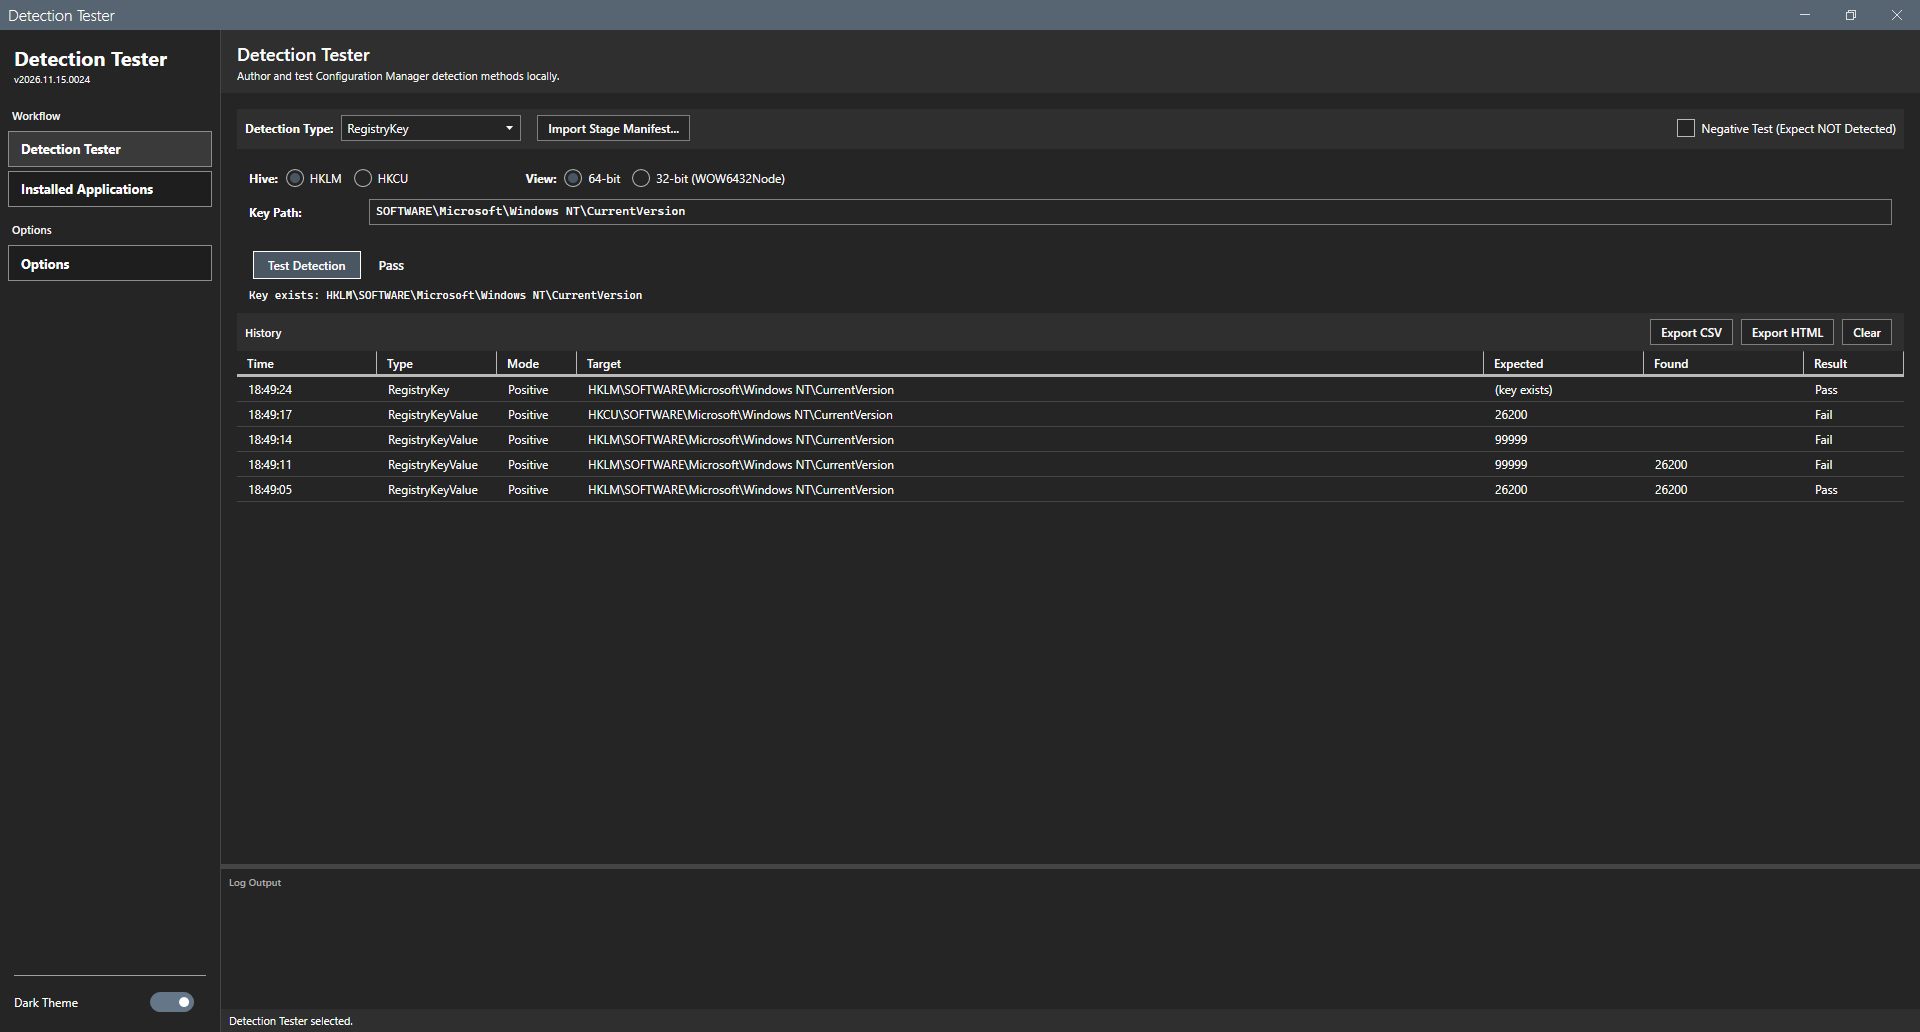 Detection Tester
Detection Tester
v2026.11.15.0024
Workflow
Detection Tester
Installed Applications
Options
Options
Dark Theme
Detection Tester
Author and test Configuration Manager detection methods locally.
Detection Type: RegistryKey Import Stage Manifest... Negative Test (Expect NOT Detected)
Hive: HKLM HKCU View: 64-bit 32-bit (WOW6432Node)
Key Path: SOFTWARE\Microsoft\Windows NT\CurrentVersion
Test Detection Pass
Key exists: HKLM\SOFTWARE\Microsoft\Windows NT\CurrentVersion
History Export CSV Export HTML Clear
Time Type Mode Target Expected Found Result
18:49:24 RegistryKey Positive HKLM\SOFTWARE\Microsoft\Windows NT\CurrentVersion (key exists) Pass
18:49:17 RegistryKeyValue Positive HKCU\SOFTWARE\Microsoft\Windows NT\CurrentVersion 26200 Fail
18:49:14 RegistryKeyValue Positive HKLM\SOFTWARE\Microsoft\Windows NT\CurrentVersion 99999 Fail
18:49:11 RegistryKeyValue Positive HKLM\SOFTWARE\Microsoft\Windows NT\CurrentVersion 99999 26200 Fail
18:49:05 RegistryKeyValue Positive HKLM\SOFTWARE\Microsoft\Windows NT\CurrentVersion 26200 26200 Pass
Log Output
Detection Tester selected.